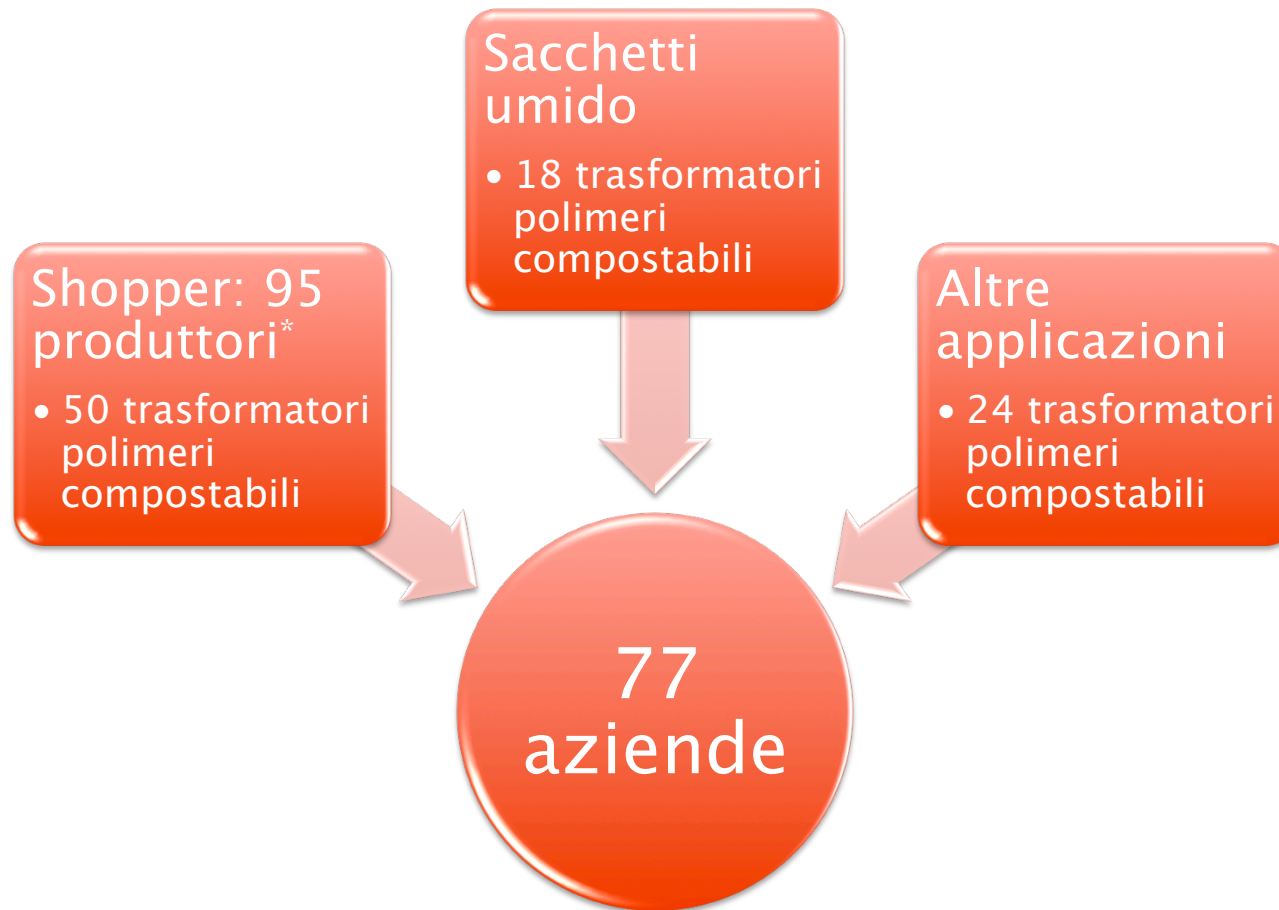 Sacchetti
umido
• 18 trasformatori
polimeri
compostabili
Shopper: 95
produttori*
• 50 trasformatori
polimeri
compostabili
Altre
applicazioni
• 24 trasformatori
polimeri
compostabili
77
aziende